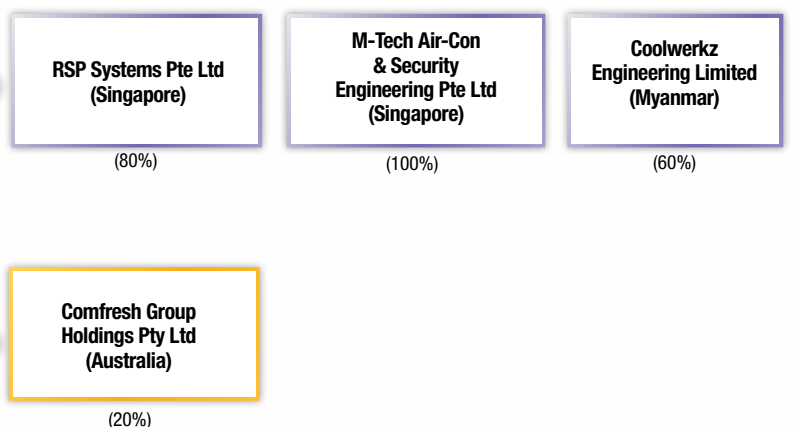 RSP Systems Pte Ltd
(Singapore)
(80%)
M-Tech Air-Con
& Security
Engineering Pte Ltd
(Singapore)
(100%)
Coolwerkz
Engineering Limited
(Myanmar)
(60%)
Comfresh Group
Holdings Pty Ltd
(Australia)
(20%)